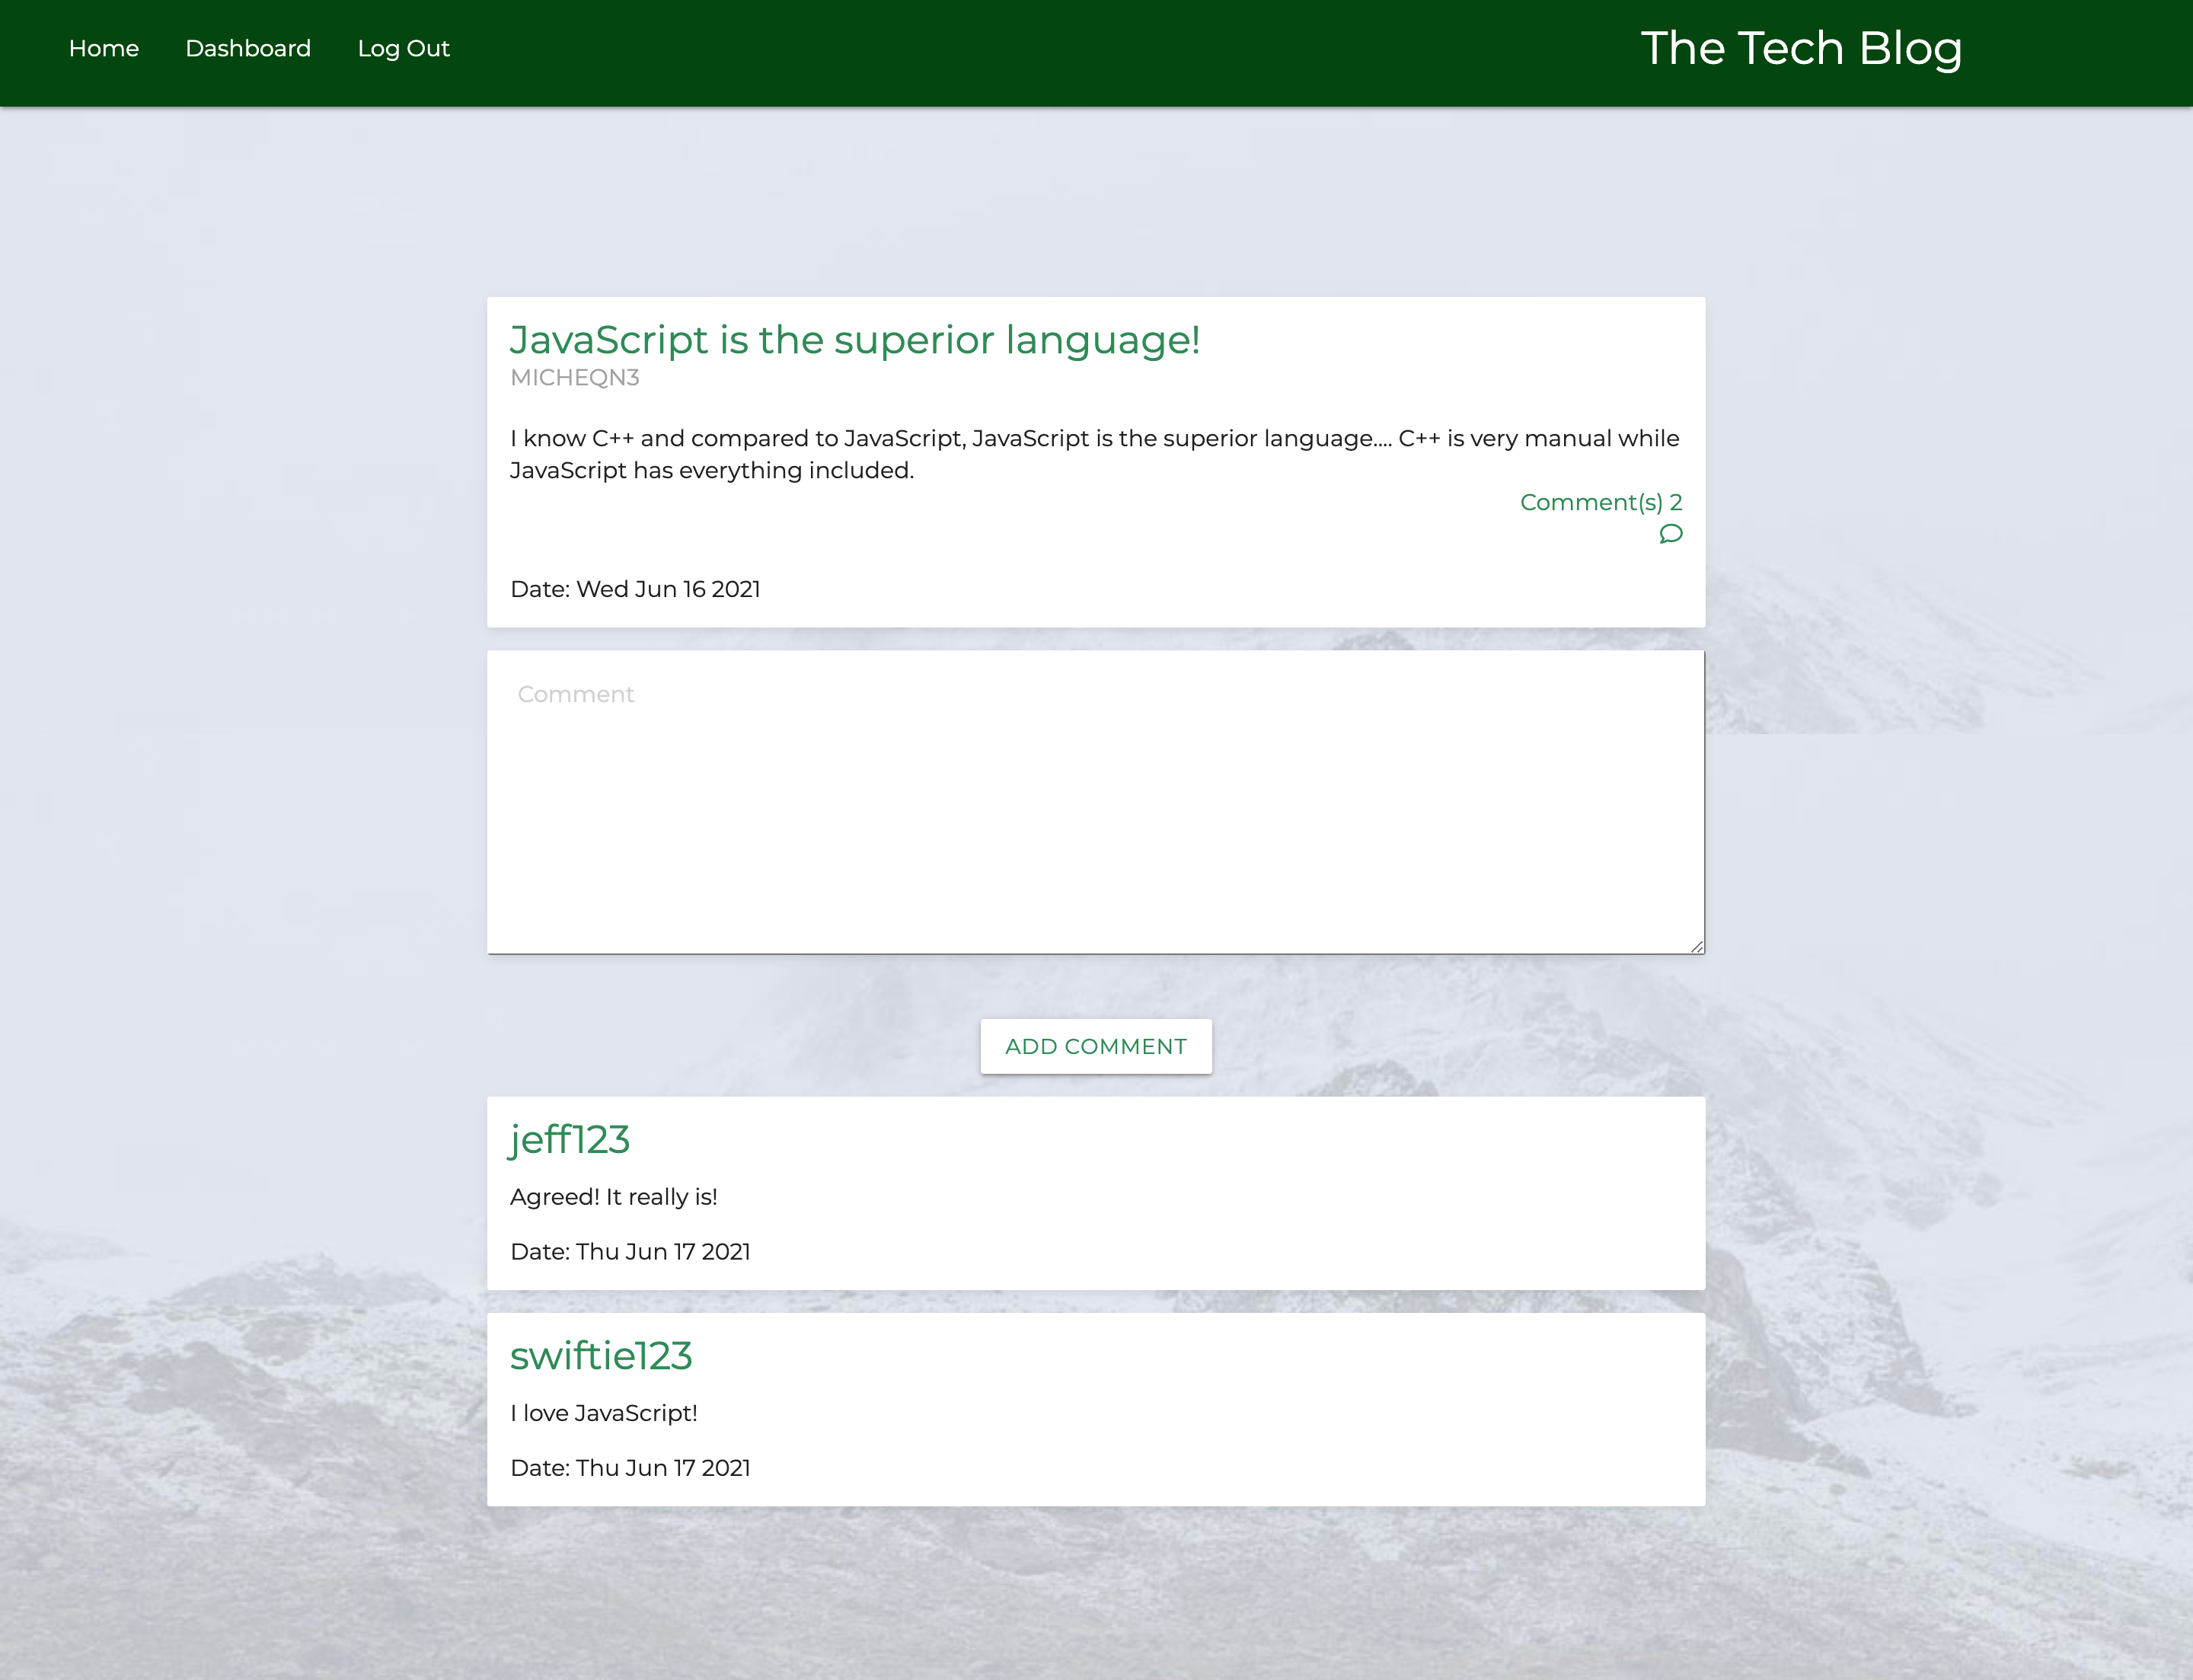 Home Dashboard Log Out The Tech Blog
JavaScript is the superior language!
MICHEQN3
I know C++ and compared to JavaScript, JavaScript is the superior language.... C++ is very manual while
JavaScript has everything included.
Comment(s) 2
Date: Wed Jun 16 2021
Comment
ADD COMMENT
jeff123
Agreed! It really is!
Date: Thu Jun 17 2021
swiftie123
I love JavaScript!
Date: Thu Jun 17 2021